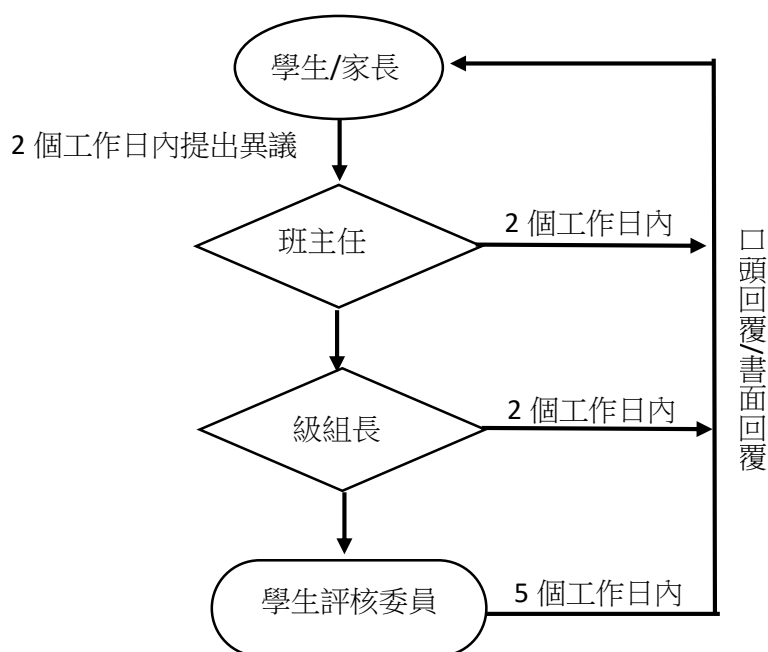 學生/家長
2 個工作日內提出異議
班主任
2 個工作日內
級組長
2 個工作日內
學生評核委員
5 個工作日內
口頭回覆/書面回覆